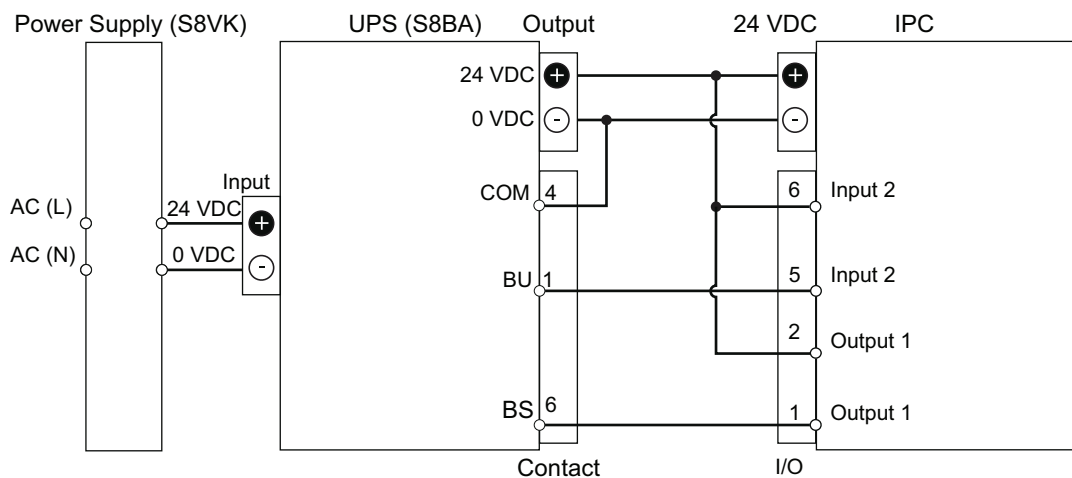 Power Supply (S8VK)
UPS (S8BA)
Output
24 VDC
IPC
24 VDC
+
+
0 VDC
-
-
Input
COM
4
6
Input 2
AC (L)
24 VDC
+
AC (N)
0 VDC
-
BU
1
5
Input 2
2
Output 1
BS
6
1
Output 1
Contact
I/O